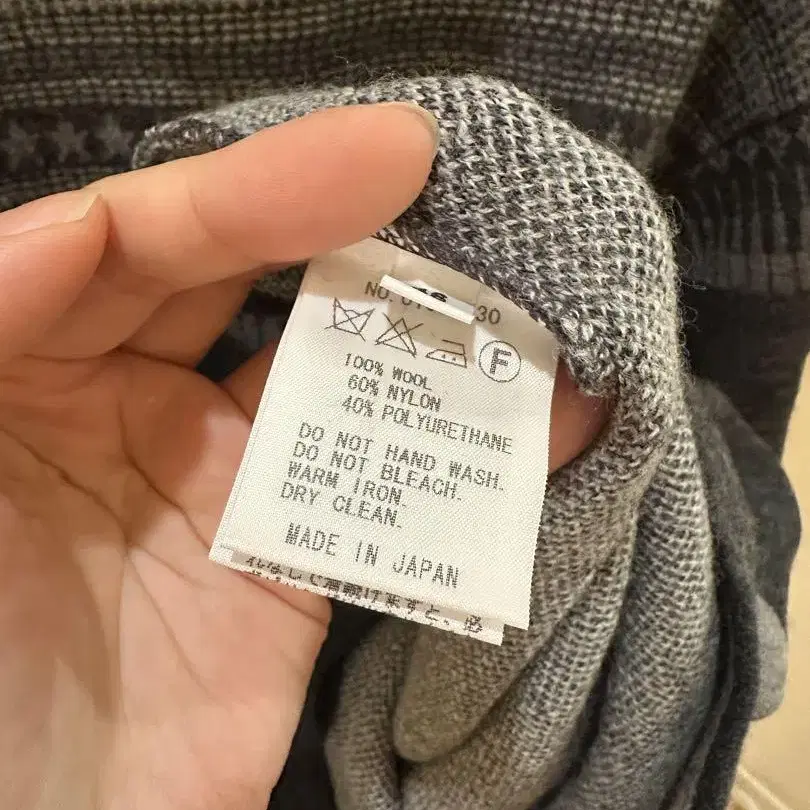 NO.
30
F
100% WOOL
60% NYLON
40% POLYURETHANE
DO NOT HAND WASH.
DO NOT BLEACH.
WARM IRON.
DRY CLEAN.
MADE IN JAPAN